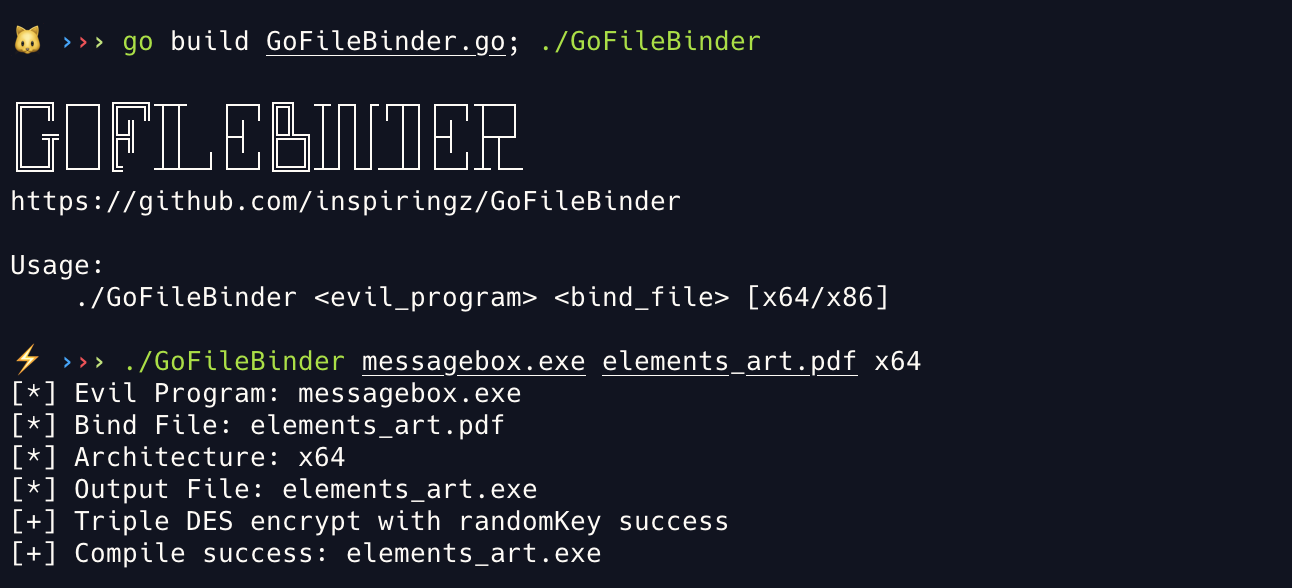 🐱 ››› go build GoFileBinder.go; ./GoFileBinder
GOFILEBINDER
https://github.com/inspiringz/GoFileBinder
Usage:
./GoFileBinder <evil_program> <bind_file> [x64/x86]
⚡ ››› ./GoFileBinder messagebox.exe elements_art.pdf x64
[*] Evil Program: messagebox.exe
[*] Bind File: elements_art.pdf
[*] Architecture: x64
[*] Output File: elements_art.exe
[+] Triple DES encrypt with randomKey success
[+] Compile success: elements_art.exe